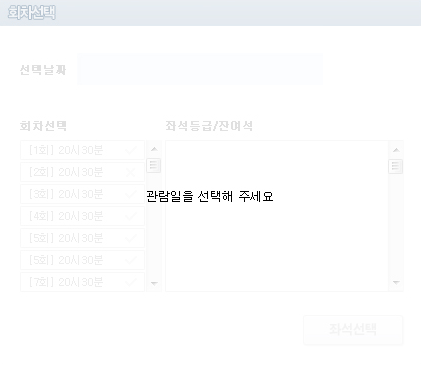 회차선택
선택날짜
회차선택
좌석등급/잔여석
[1회] 20시30분
[2회] 20시30분
[3회] 20시30분
관람일을 선택해 주세요
[4회] 20시30분
[5회] 20시30분
[5회] 20시30분
[7회] 20시30분
좌석선택